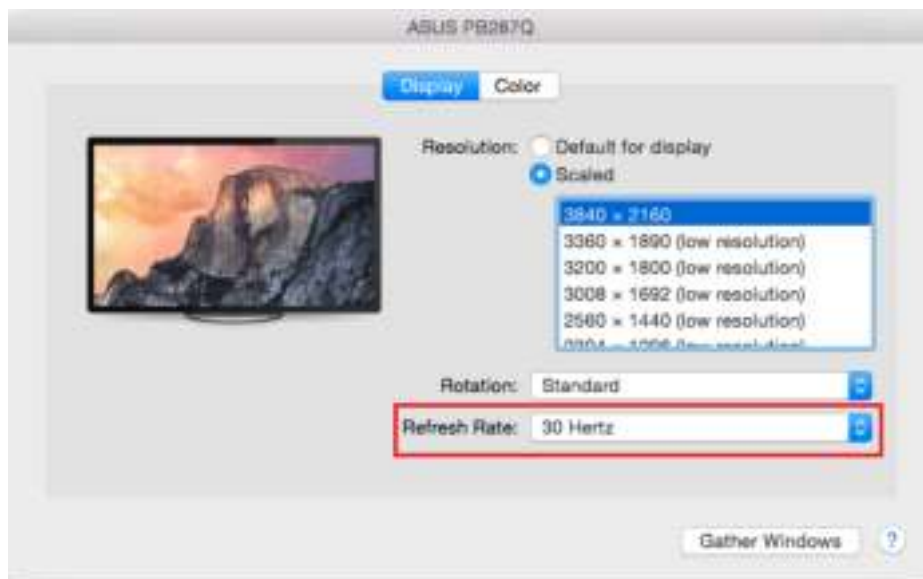 ASUS PB287Q
Display Color
Resolution: Default for display
Scaled
3840 × 2160
3360 × 1890 (low resolution)
3200 × 1800 (low resolution)
3008 × 1692 (low resolution)
2560 × 1440 (low resolution)
Rotation: Standard
Refresh Rate: 30 Hertz
Gather Windows ?